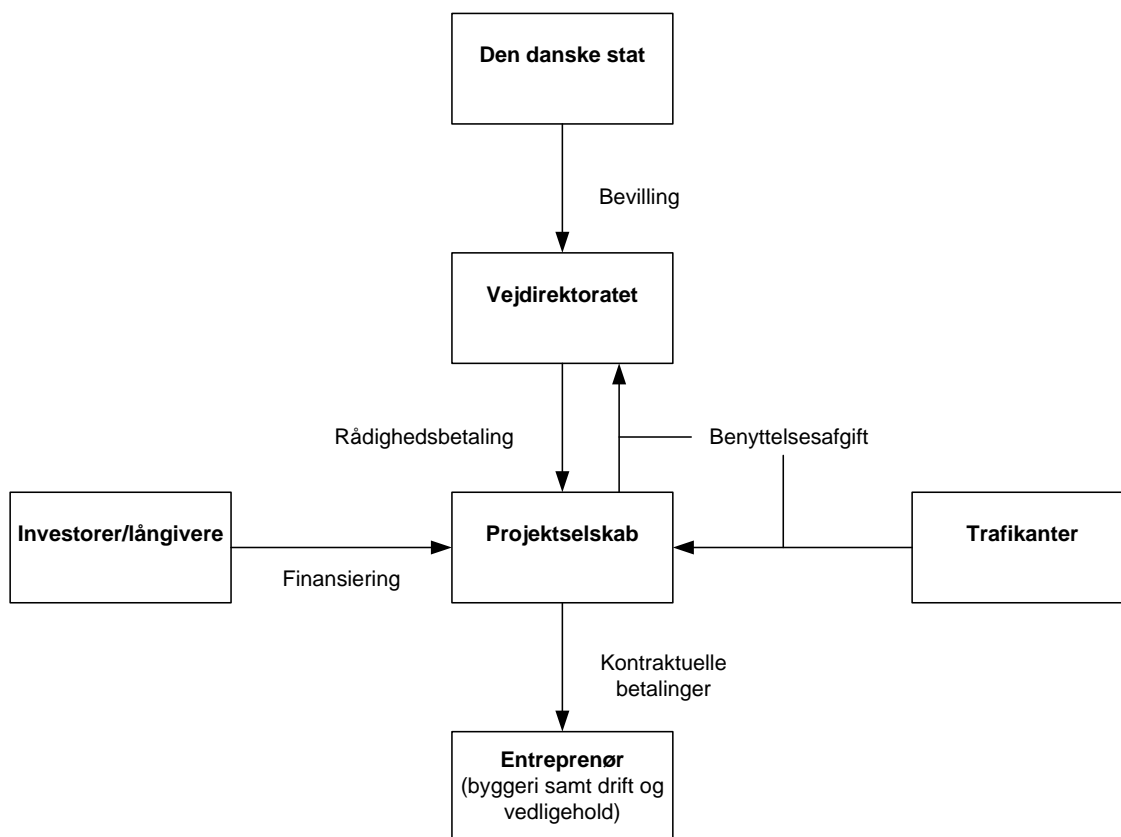 Den danske stat
Bevilling
Vejdirektoratet
Rådighedsbetaling
Benyttelsesafgift
Investorer/långivere
Projektselskab
Trafikanter
Finansiering
Kontraktuelle
betalinger
Entreprenør
(byggeri samt drift og
vedligehold)